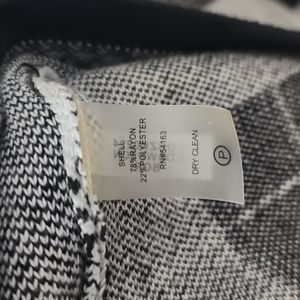 SHELL:
78%RAYON
22%POLYESTER
RN#54163
DRY CLEAN
P